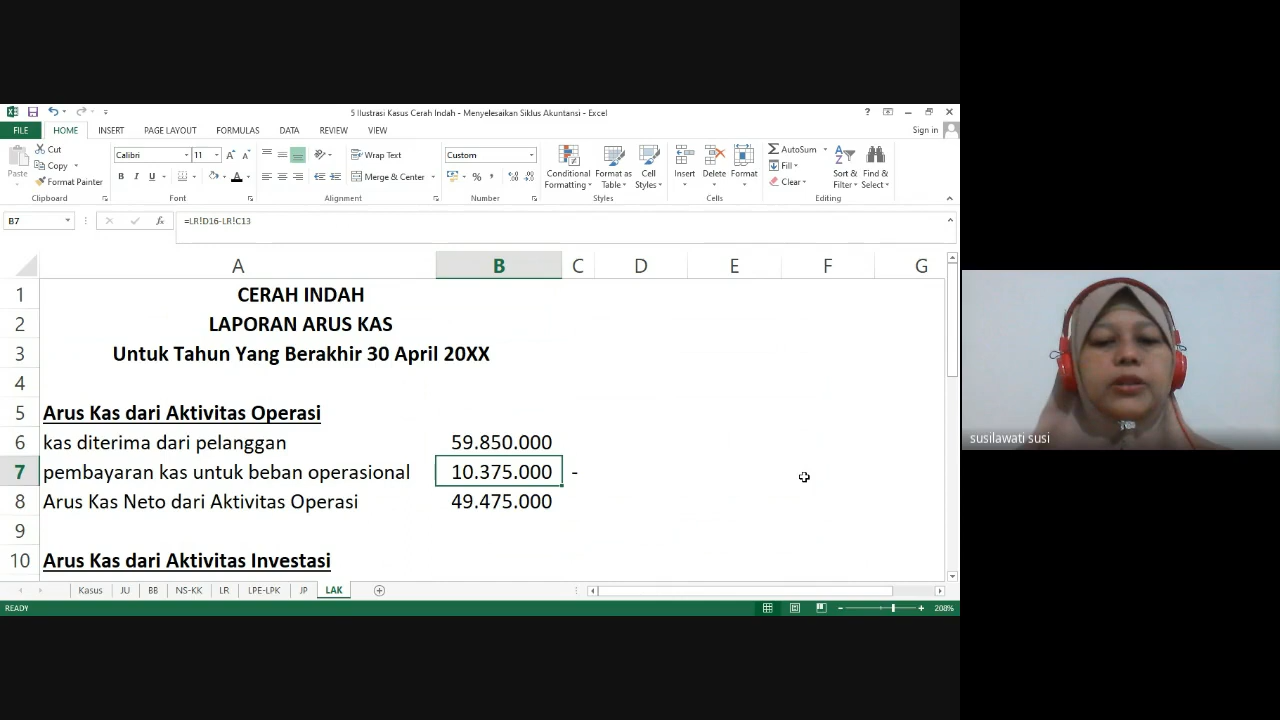 5 Ilustrasi Kasus Cerah Indah - Menyelesaikan Siklus Akuntansi - Excel
FILE HOME INSERT PAGE LAYOUT FORMULAS DATA REVIEW VIEW Sign in
Paste Cut Copy Format Painter Clipboard
Calibri 11 B I U A Font
Wrap Text Merge & Center Alignment
Custom % Number
Conditional Formatting Format as Table Cell Styles Styles
Insert Delete Format Cells
AutoSum Fill Clear Sort & Filter Find & Select Editing
B7 fx =LR!D16-LR!C13
A B C D E F G
1 CERAH INDAH
2 LAPORAN ARUS KAS
3 Untuk Tahun Yang Berakhir 30 April 20XX
4
5 Arus Kas dari Aktivitas Operasi
6 kas diterima dari pelanggan 59.850.000
7 pembayaran kas untuk beban operasional 10.375.000 -
8 Arus Kas Neto dari Aktivitas Operasi 49.475.000
9
10 Arus Kas dari Aktivitas Investasi
Kasus JU BB NS-KK LR LPE-LPK JP LAK
READY 208%
susilawati susi